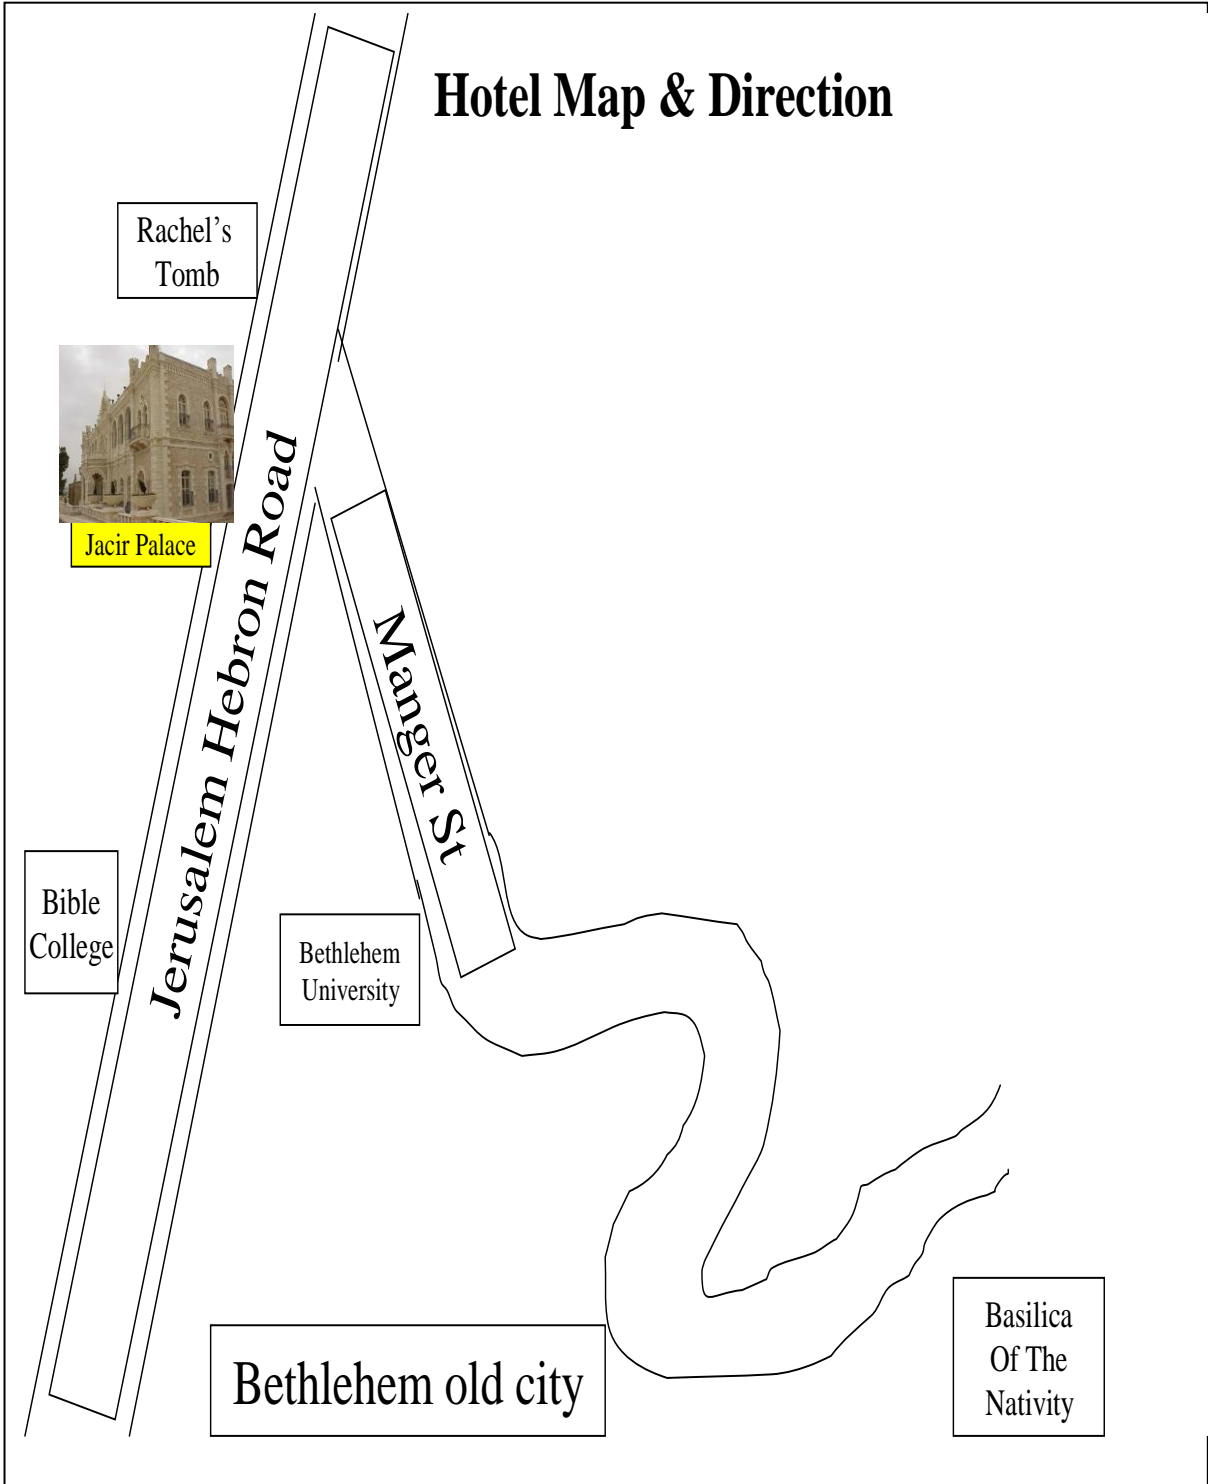 Hotel Map & Direction
Rachel’s
Tomb
Jacir Palace
Jerusalem Hebron Road
Manger St
Bible
College
Bethlehem
University
Bethlehem old city
Basilica
Of The
Nativity